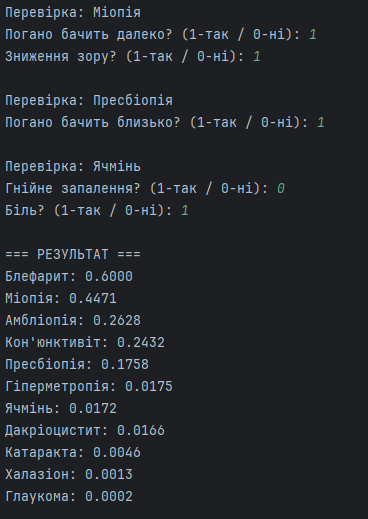 Перевірка: Міопія
Погано бачить далеко? (1-так / 0-ні): 1
Зниження зору? (1-так / 0-ні): 1
Перевірка: Пресбіопія
Погано бачить близько? (1-так / 0-ні): 1
Перевірка: Ячмінь
Гнійне запалення? (1-так / 0-ні): 0
Біль? (1-так / 0-ні): 1
=== РЕЗУЛЬТАТ ===
Блефарит: 0.6000
Міопія: 0.4471
Амбліопія: 0.2628
Кон'юнктивіт: 0.2432
Пресбіопія: 0.1758
Гіперметропія: 0.0175
Ячмінь: 0.0172
Дакріоцистит: 0.0166
Катаракта: 0.0046
Халазіон: 0.0013
Глаукома: 0.0002